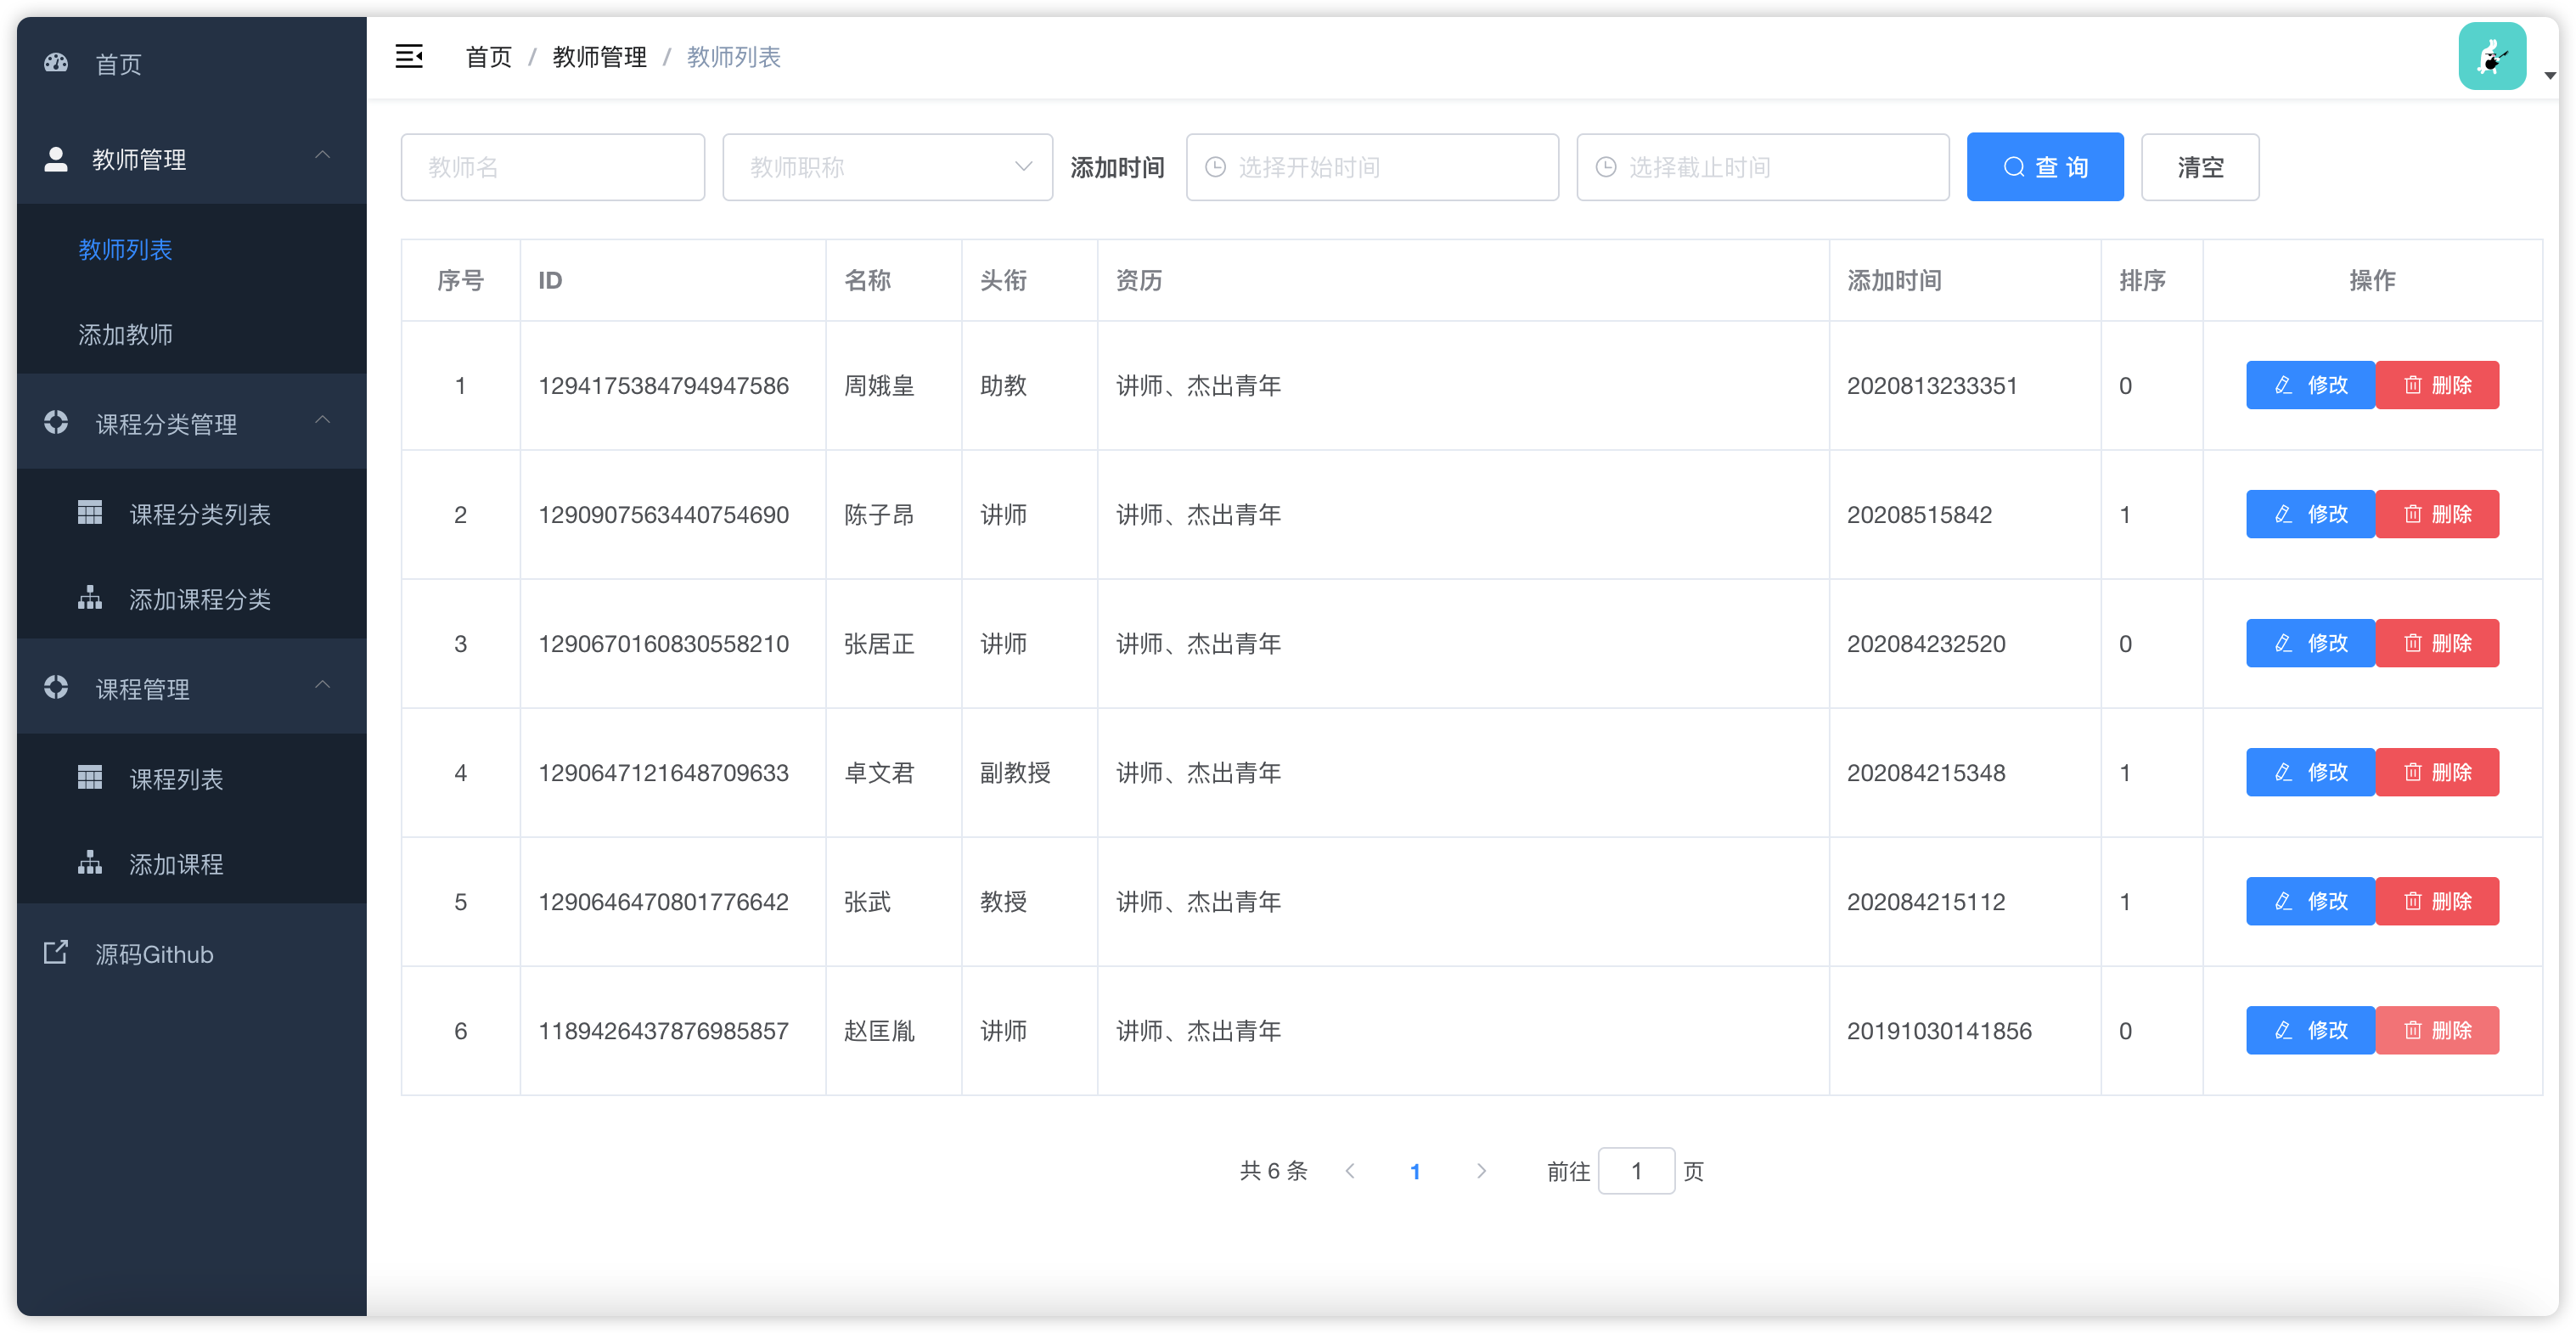 首页
教师管理
教师列表
添加教师
课程分类管理
课程分类列表
添加课程分类
课程管理
课程列表
添加课程
源码Github
首页 / 教师管理 / 教师列表
教师名 教师职称 添加时间 选择开始时间 选择截止时间 查 询 清空
序号 ID 名称 头衔 资历 添加时间 排序 操作
1 1294175384794947586 周娥皇 助教 讲师、杰出青年 2020813233351 0 修改 删除
2 1290907563440754690 陈子昂 讲师 讲师、杰出青年 20208515842 1 修改 删除
3 1290670160830558210 张居正 讲师 讲师、杰出青年 202084232520 0 修改 删除
4 1290647121648709633 卓文君 副教授 讲师、杰出青年 202084215348 1 修改 删除
5 1290646470801776642 张武 教授 讲师、杰出青年 202084215112 1 修改 删除
6 1189426437876985857 赵匡胤 讲师 讲师、杰出青年 20191030141856 0 修改 删除
共 6 条 1 前往 1 页